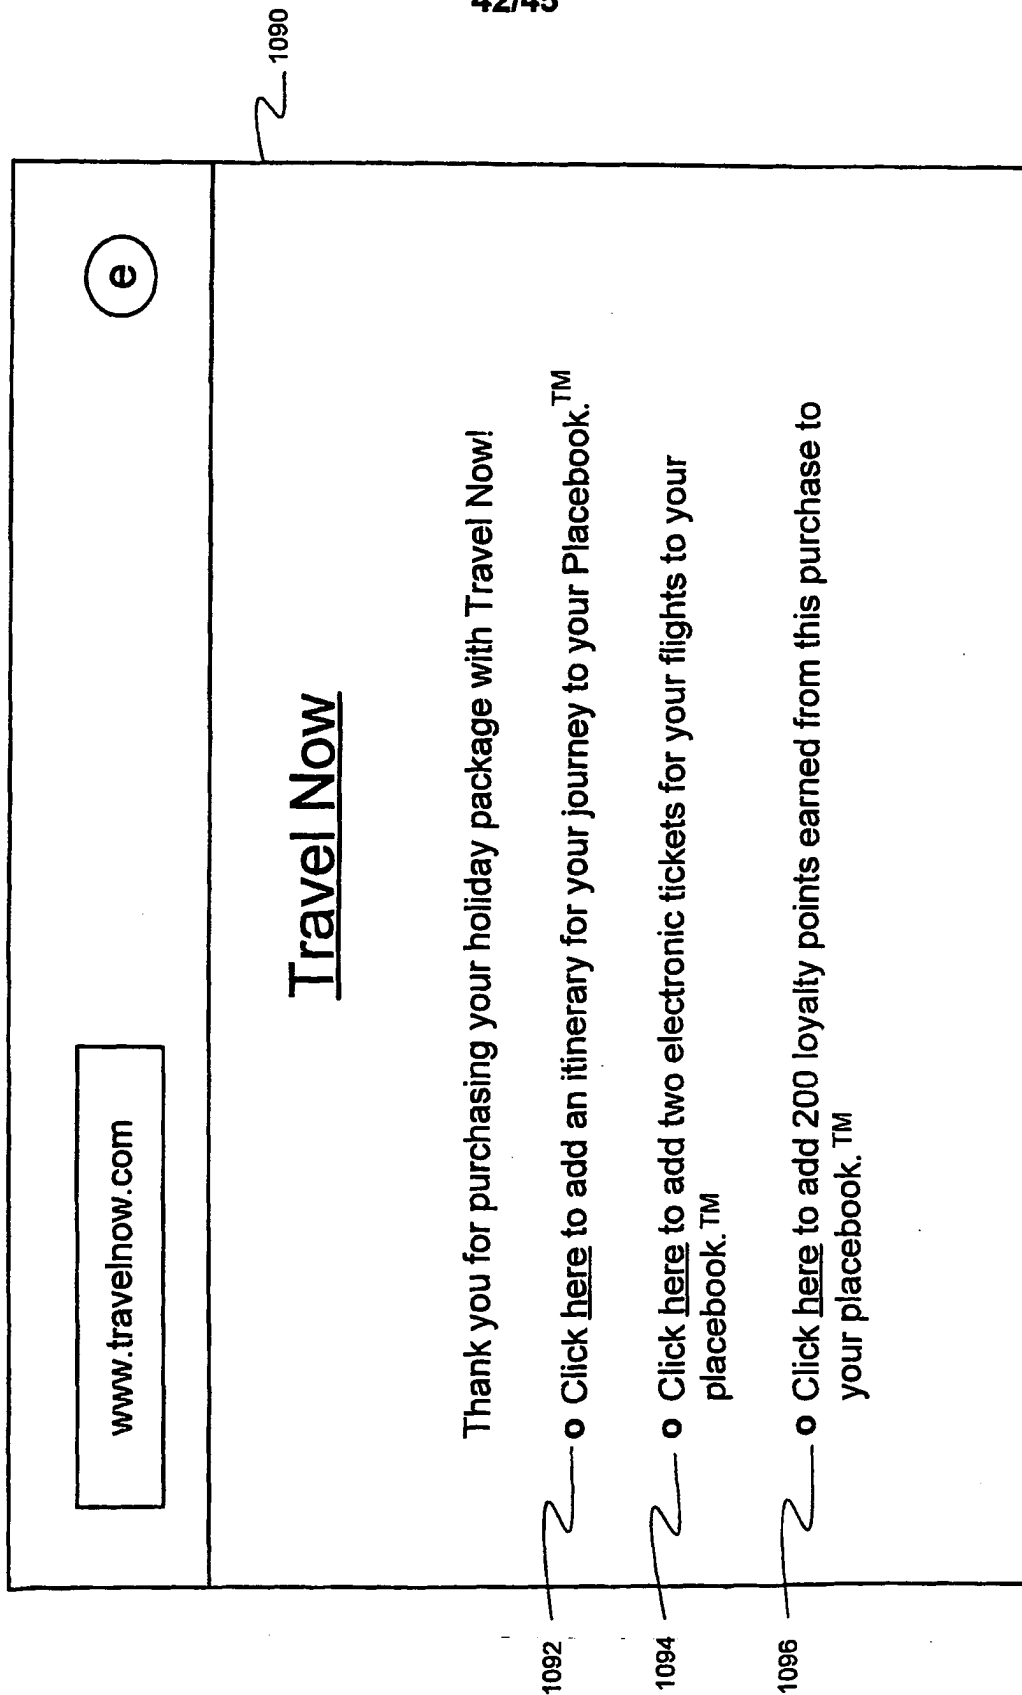 42/45
1090
www.travelnow.com
e
Travel Now
Thank you for purchasing your holiday package with Travel Now!
1092
o Click here to add an itinerary for your journey to your Placebook.TM
1094
o Click here to add two electronic tickets for your flights to your
placebook.TM
1096
o Click here to add 200 loyalty points earned from this purchase to
your placebook.TM